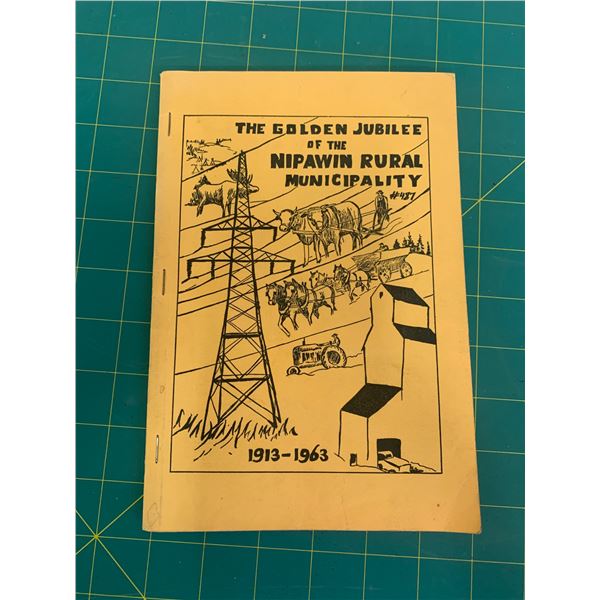 THE GOLDEN JUBILEE
OF THE
NIPAWIN RURAL
MUNICIPALITY
#487
1913-1963